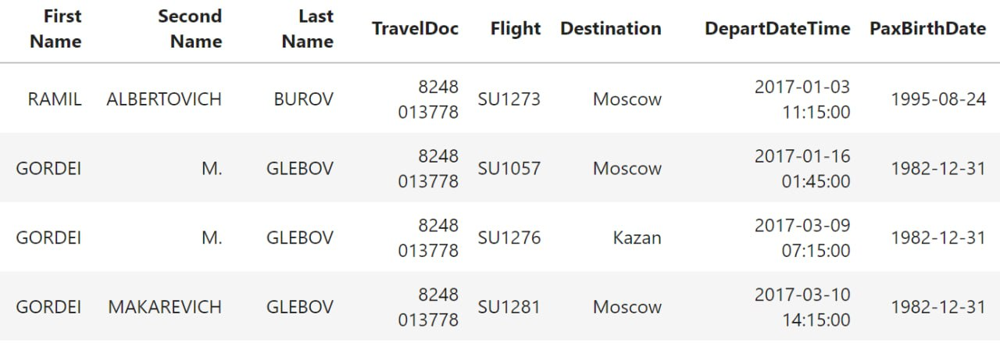 First Name Second Name Last Name TravelDoc Flight Destination DepartDateTime PaxBirthDate
RAMIL ALBERTOVICH BUROV 8248 013778 SU1273 Moscow 2017-01-03 11:15:00 1995-08-24
GORDEI M. GLEBOV 8248 013778 SU1057 Moscow 2017-01-16 01:45:00 1982-12-31
GORDEI M. GLEBOV 8248 013778 SU1276 Kazan 2017-03-09 07:15:00 1982-12-31
GORDEI MAKAREVICH GLEBOV 8248 013778 SU1281 Moscow 2017-03-10 14:15:00 1982-12-31